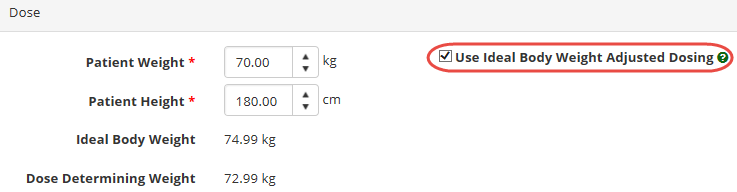 Dose
Patient Weight * 70.00 kg
Use Ideal Body Weight Adjusted Dosing ?
Patient Height * 180.00 cm
Ideal Body Weight 74.99 kg
Dose Determining Weight 72.99 kg